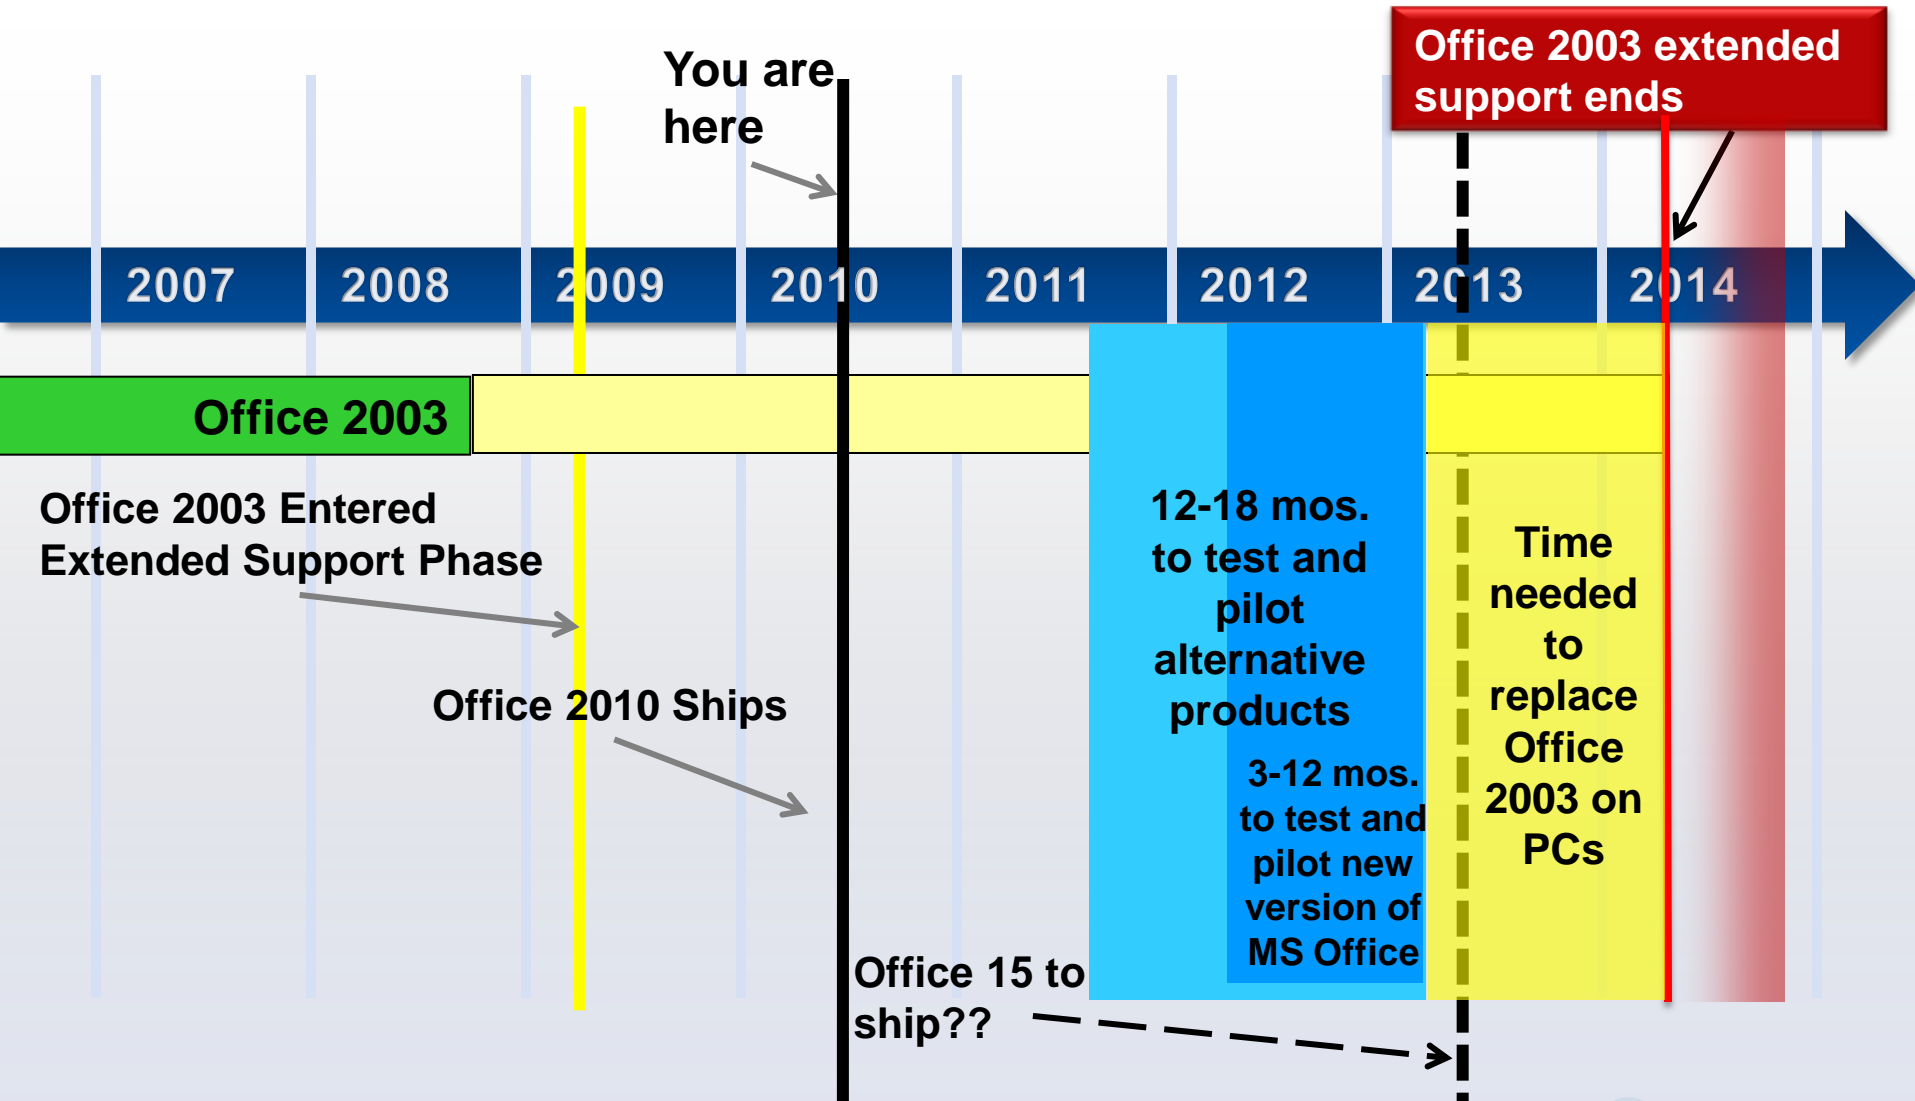 Office 2003 extended
support ends
You are
here
2007 2008 2009 2010 2011 2012 2013 2014
Office 2003
Office 2003 Entered
Extended Support Phase
Office 2010 Ships
12-18 mos.
to test and
pilot
alternative
products
3-12 mos.
to test and
pilot new
version of
MS Office
Time
needed
to
replace
Office
2003 on
PCs
Office 15 to
ship??